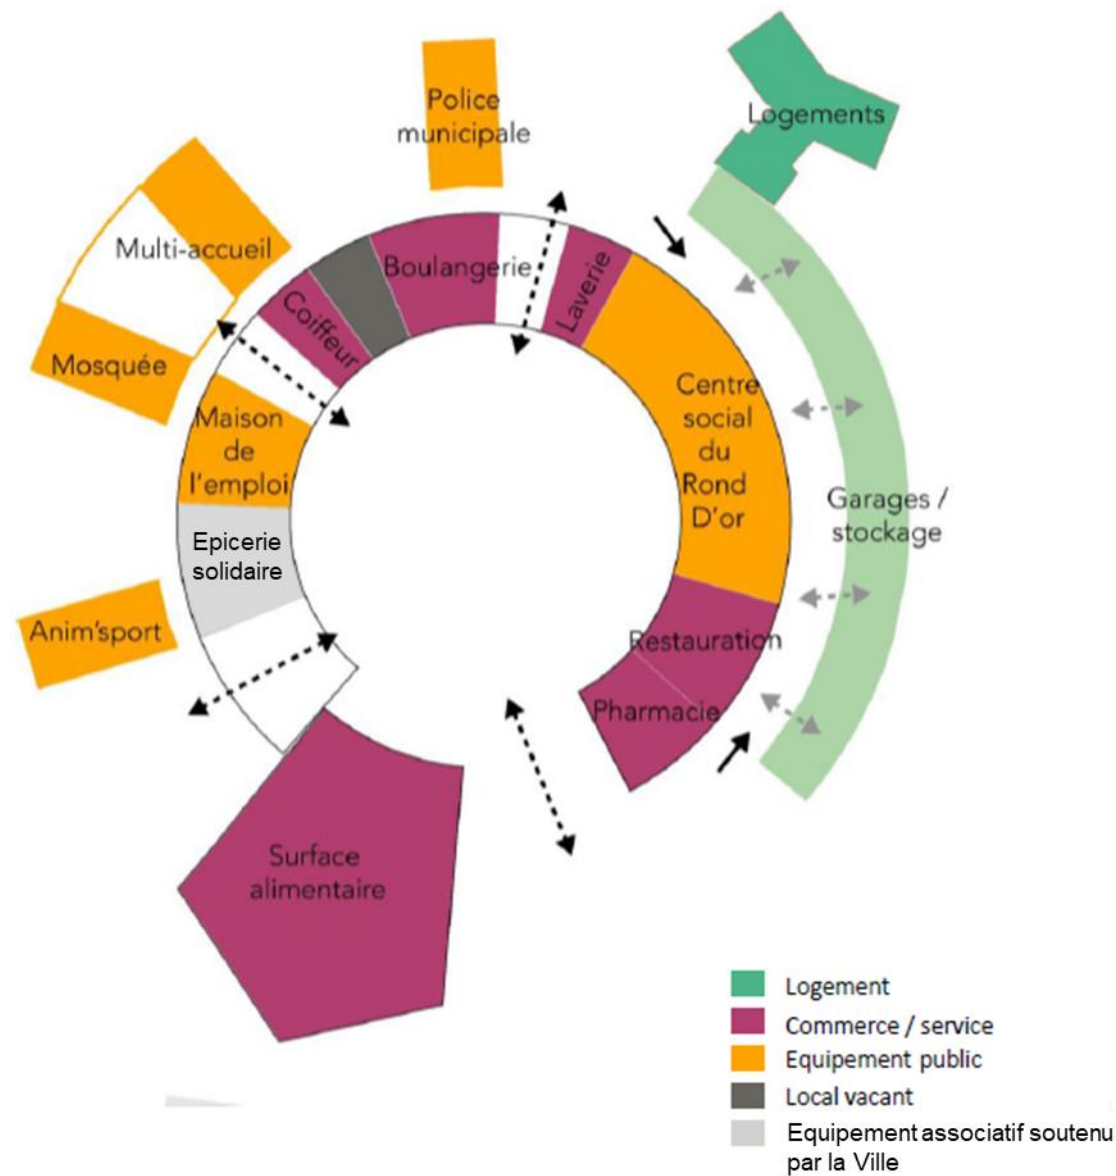 Police
municipale
Logements
Multi-accueil
Boulangerie
Laverie
Coiffeur
Mosquée
Maison
de
l'emploi
Centre
social
du
Rond
D'or
Garages /
stockage
Epicerie
solidaire
Anim'sport
Restauration
Pharmacie
Surface
alimentaire
Logement
Commerce / service
Equipement public
Local vacant
Equipement associatif soutenu
par la Ville